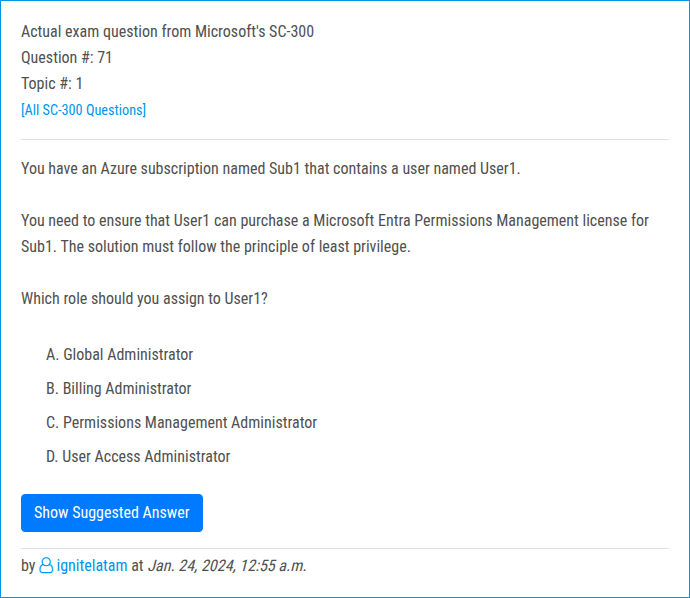 Actual exam question from Microsoft's SC-300
Question #: 71
Topic #: 1
[All SC-300 Questions]
You have an Azure subscription named Sub1 that contains a user named User1.
You need to ensure that User1 can purchase a Microsoft Entra Permissions Management license for
Sub1. The solution must follow the principle of least privilege.
Which role should you assign to User1?
A. Global Administrator
B. Billing Administrator
C. Permissions Management Administrator
D. User Access Administrator
Show Suggested Answer
by ignitelatam at Jan. 24, 2024, 12:55 a.m.